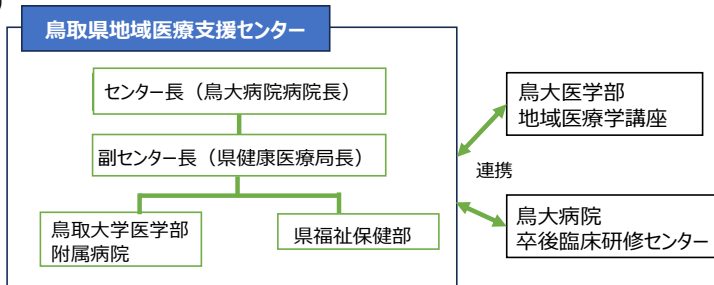 鳥取県地域医療支援センター
センター長（鳥大病院病院長）
副センター長（県健康医療局長）
鳥取大学医学部
附属病院
県福祉保健部
連携
鳥大医学部
地域医療学講座
鳥大病院
卒後臨床研修センター